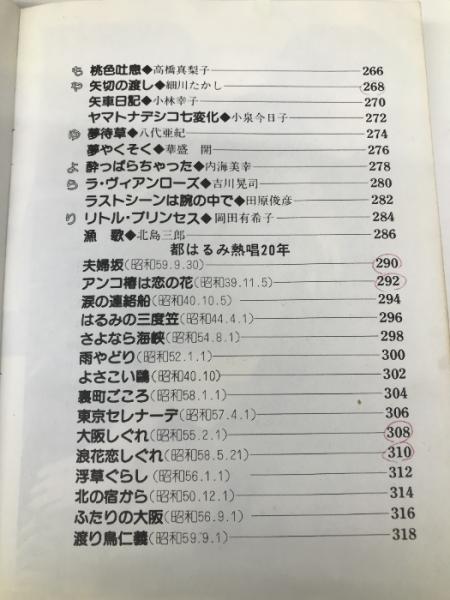 も 桃色吐息◆高橋真梨子 266
や 矢切の渡し◆細川たかし 268
矢車日記◆小林幸子 270
ヤマトナデシコ七変化◆小泉今日子 272
ゆ 夢待草◆八代亜紀 274
夢やくそく◆華盛 開 276
よ 酔っぱらちゃった◆内海美幸 278
ら ラ・ヴィアンローズ◆吉川晃司 280
ラストシーンは腕の中で◆田原俊彦 282
り リトル・プリンセス◆岡田有希子 284
漁 歌◆北島三郎 286
都はるみ熱唱20年
夫婦坂(昭和59.9.30) 290
アンコ椿は恋の花(昭和39.11.5) 292
涙の連絡船(昭和40.10.5) 294
はるみの三度笠(昭和44.4.1) 296
さよなら海峡(昭和54.8.1) 298
雨やどり(昭和52.1.1) 300
よさこい鴎(昭和40.10) 302
裏町ごころ(昭和58.1.1) 304
東京セレナーデ(昭和57.4.1) 306
大阪しぐれ(昭和55.2.1) 308
浪花恋しぐれ(昭和58.5.21) 310
浮草ぐらし(昭和56.1.1) 312
北の宿から(昭和50.12.1) 314
ふたりの大阪(昭和56.9.1) 316
渡り鳥仁義(昭和59.9.1) 318